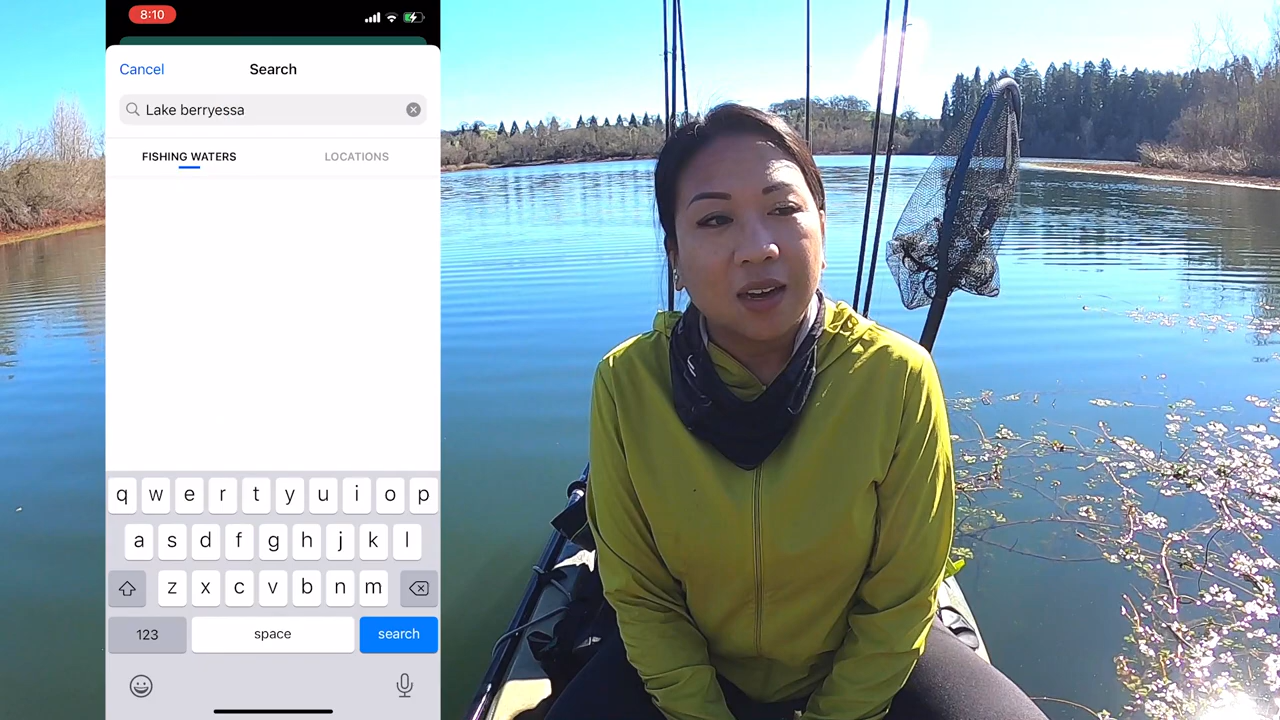 8:10
Cancel
Search
Lake berryessa
FISHING WATERS
LOCATIONS
q w e r t y u i o p
a s d f g h j k l
z x c v b n m
123
space
search